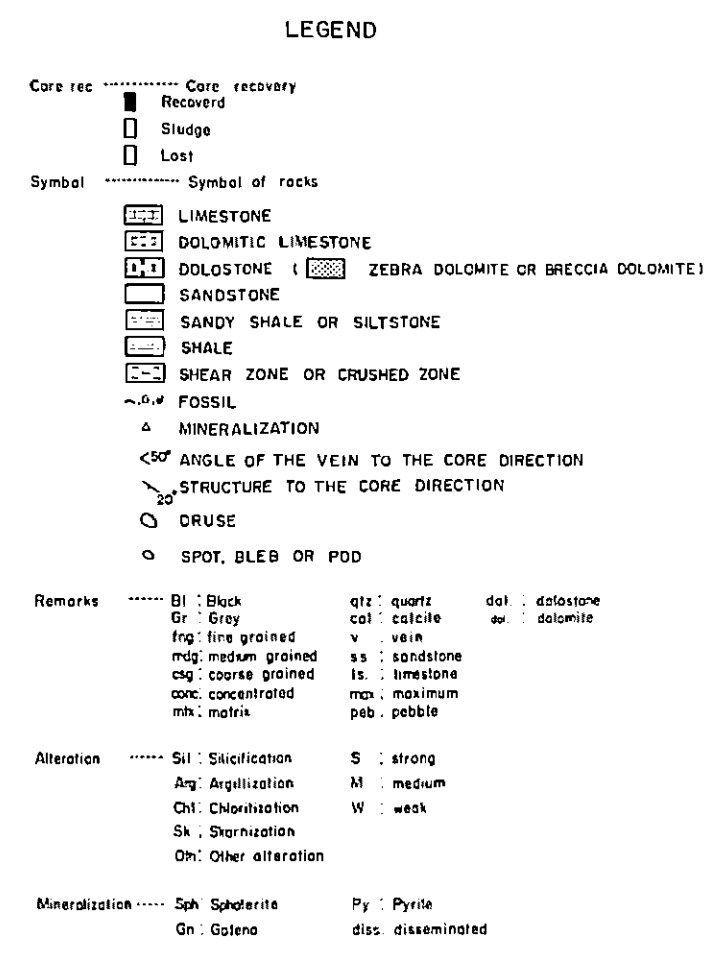 LEGEND
Core rec ············· Core recovery
Recoverd
Sludge
Lost
Symbol ············· Symbol of rocks
LIMESTONE
DOLOMITIC LIMESTONE
DOLOSTONE ( ZEBRA DOLOMITE OR BRECCIA DOLOMITE)
SANDSTONE
SANDY SHALE OR SILTSTONE
SHALE
SHEAR ZONE OR CRUSHED ZONE
FOSSIL
MINERALIZATION
<50° ANGLE OF THE VEIN TO THE CORE DIRECTION
20° STRUCTURE TO THE CORE DIRECTION
DRUSE
SPOT, BLEB OR POD
Remarks ······ Bl : Black qtz : quartz dol. : dolostone
Gr : Grey cal : calcite dol. : dolomite
fng : fine grained v : vein
mdg : medium grained ss : sandstone
csg : coarse grained ls. : limestone
conc. concentrated max : maximum
mtx : matrix peb . pebble
Alteration ······ Sil : Silicification S : strong
Arg : Argillization M : medium
Chl : Chloritization W : weak
Sk : Skarnization
Oth : Other alteration
Mineralization ····· Sph : Sphalerite Py : Pyrite
Gn : Galena diss. disseminated